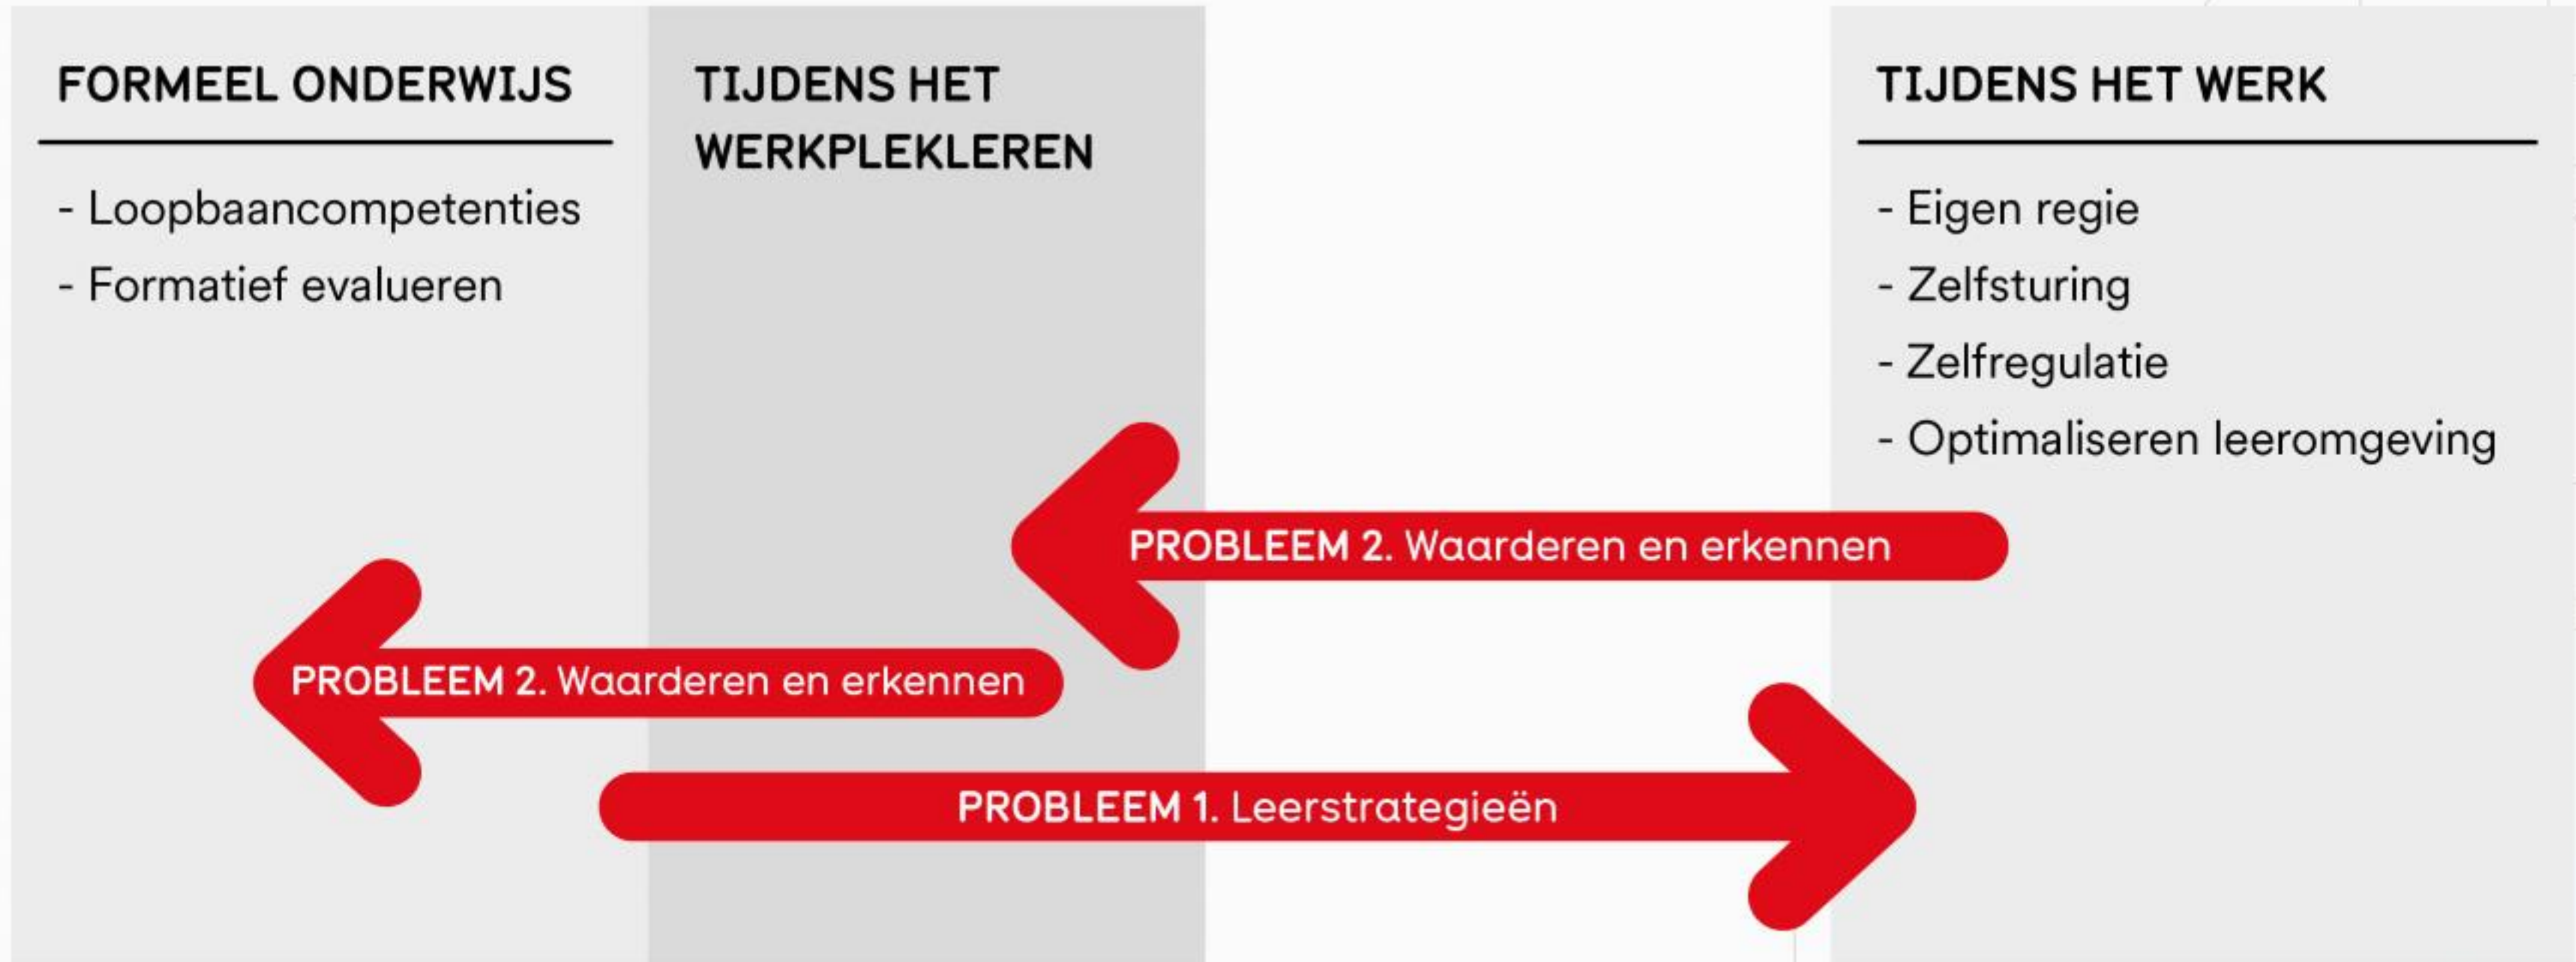 FORMEEL ONDERWIJS
- Loopbaancompetenties
- Formatief evalueren
TIJDENS HET
WERKPLEKLEREN
TIJDENS HET WERK
- Eigen regie
- Zelfsturing
- Zelfregulatie
- Optimaliseren leeromgeving
PROBLEEM 2. Waarderen en erkennen
PROBLEEM 2. Waarderen en erkennen
PROBLEEM 1. Leerstrategieën